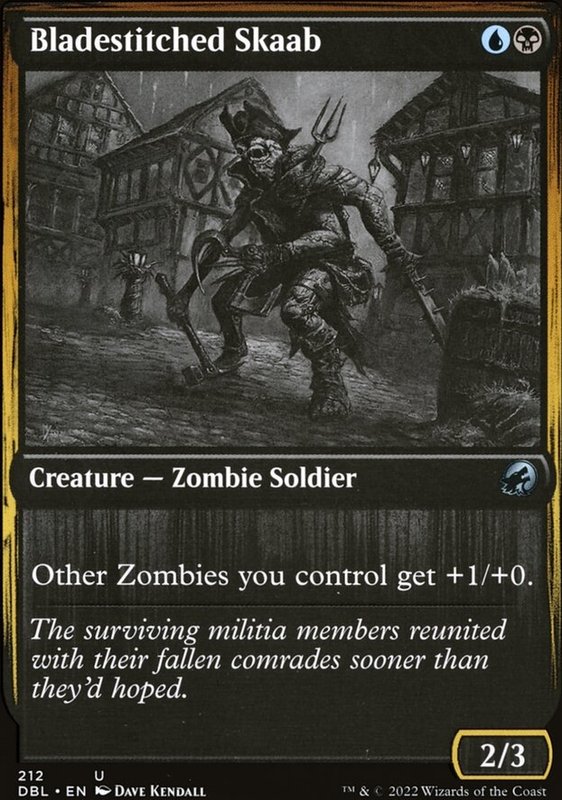 Bladestitched Skaab
Creature — Zombie Soldier
Other Zombies you control get +1/+0.
The surviving militia members reunited
with their fallen comrades sooner than
they'd hoped.
2/3
212 U
DBL • EN Dave Kendall
™ & © 2022 Wizards of the Coast